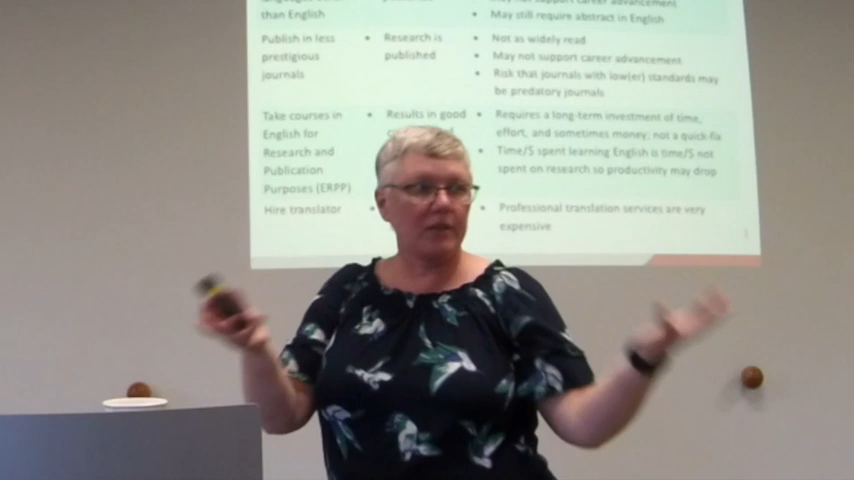 than English
• May still require abstract in English
Publish in less
prestigious
journals
• Research is
published
• Not as widely read
• May not support career advancement
• Risk that journals with low(er) standards may
be predatory journals
Take courses in
English for
Research and
Publication
Purposes (ERPP)
• Results in good
• Requires a long-term investment of time,
effort, and sometimes money; not a quick-fix
• Time/$ spent learning English is time/$ not
spent on research so productivity may drop
Hire translator
• Professional translation services are very
expensive